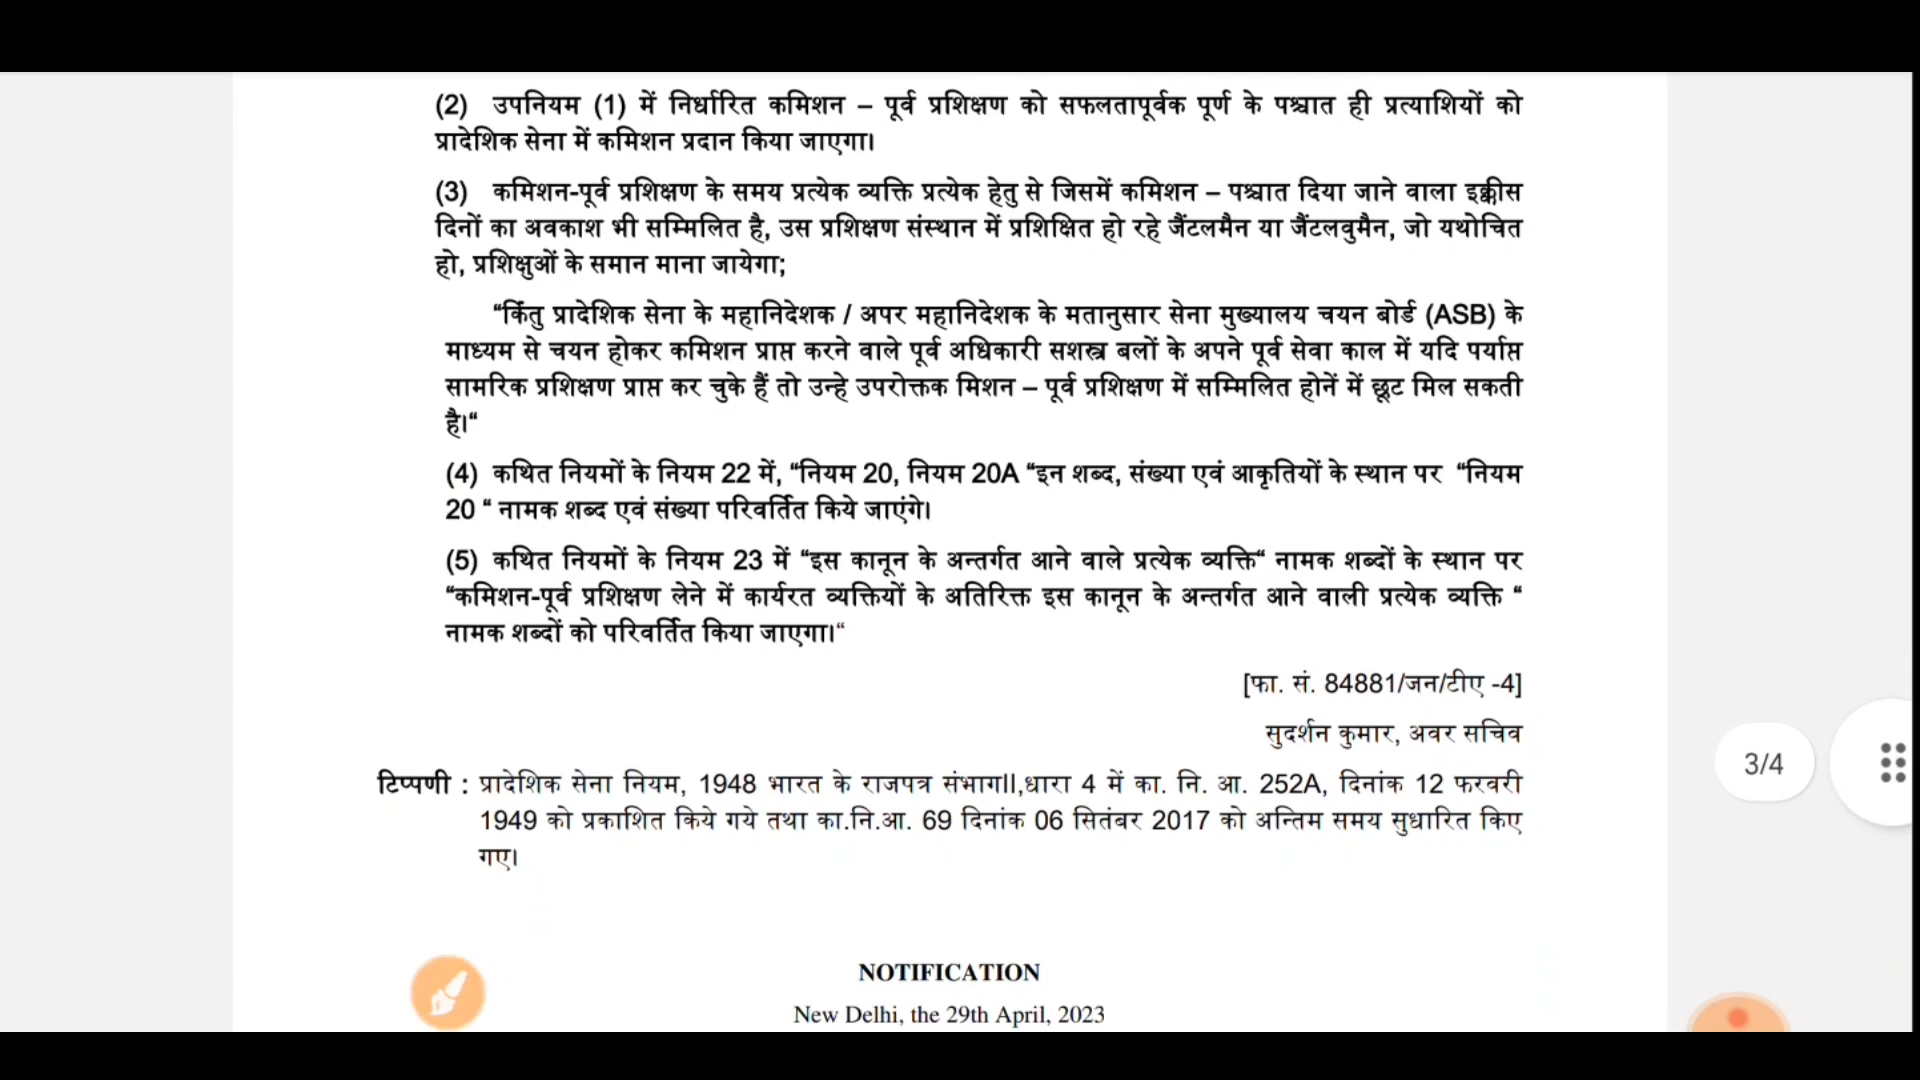 (2) उपनियम (1) में निर्धारित कमिशन – पूर्व प्रशिक्षण को सफलतापूर्वक पूर्ण के पश्चात ही प्रत्याशियों को
प्रादेशिक सेना में कमिशन प्रदान किया जाएगा।
(3) कमिशन-पूर्व प्रशिक्षण के समय प्रत्येक व्यक्ति प्रत्येक हेतु से जिसमें कमिशन – पश्चात दिया जाने वाला इक्कीस
दिनों का अवकाश भी सम्मिलित है, उस प्रशिक्षण संस्थान में प्रशिक्षित हो रहे जैंटलमैन या जैंटलवुमैन, जो यथोचित
हो, प्रशिक्षुओं के समान माना जायेगा;
“किंतु प्रादेशिक सेना के महानिदेशक / अपर महानिदेशक के मतानुसार सेना मुख्यालय चयन बोर्ड (ASB) के
माध्यम से चयन होकर कमिशन प्राप्त करने वाले पूर्व अधिकारी सशस्त्र बलों के अपने पूर्व सेवा काल में यदि पर्याप्त
सामरिक प्रशिक्षण प्राप्त कर चुके हैं तो उन्हे उपरोक्तक मिशन – पूर्व प्रशिक्षण में सम्मिलित होनें में छूट मिल सकती
है।“
(4) कथित नियमों के नियम 22 में, “नियम 20, नियम 20A “इन शब्द, संख्या एवं आकृतियों के स्थान पर “नियम
20 “ नामक शब्द एवं संख्या परिवर्तित किये जाएंगे।
(5) कथित नियमों के नियम 23 में “इस कानून के अन्तर्गत आने वाले प्रत्येक व्यक्ति“ नामक शब्दों के स्थान पर
“कमिशन-पूर्व प्रशिक्षण लेने में कार्यरत व्यक्तियों के अतिरिक्त इस कानून के अन्तर्गत आने वाली प्रत्येक व्यक्ति “
नामक शब्दों को परिवर्तित किया जाएगा।“
[फा. सं. 84881/जन/टीए -4]
सुदर्शन कुमार, अवर सचिव
3/4
टिप्पणी : प्रादेशिक सेना नियम, 1948 भारत के राजपत्र संभागII,धारा 4 में का. नि. आ. 252A, दिनांक 12 फरवरी
1949 को प्रकाशित किये गये तथा का.नि.आ. 69 दिनांक 06 सितंबर 2017 को अन्तिम समय सुधारित किए
गए।
NOTIFICATION
New Delhi, the 29th April, 2023